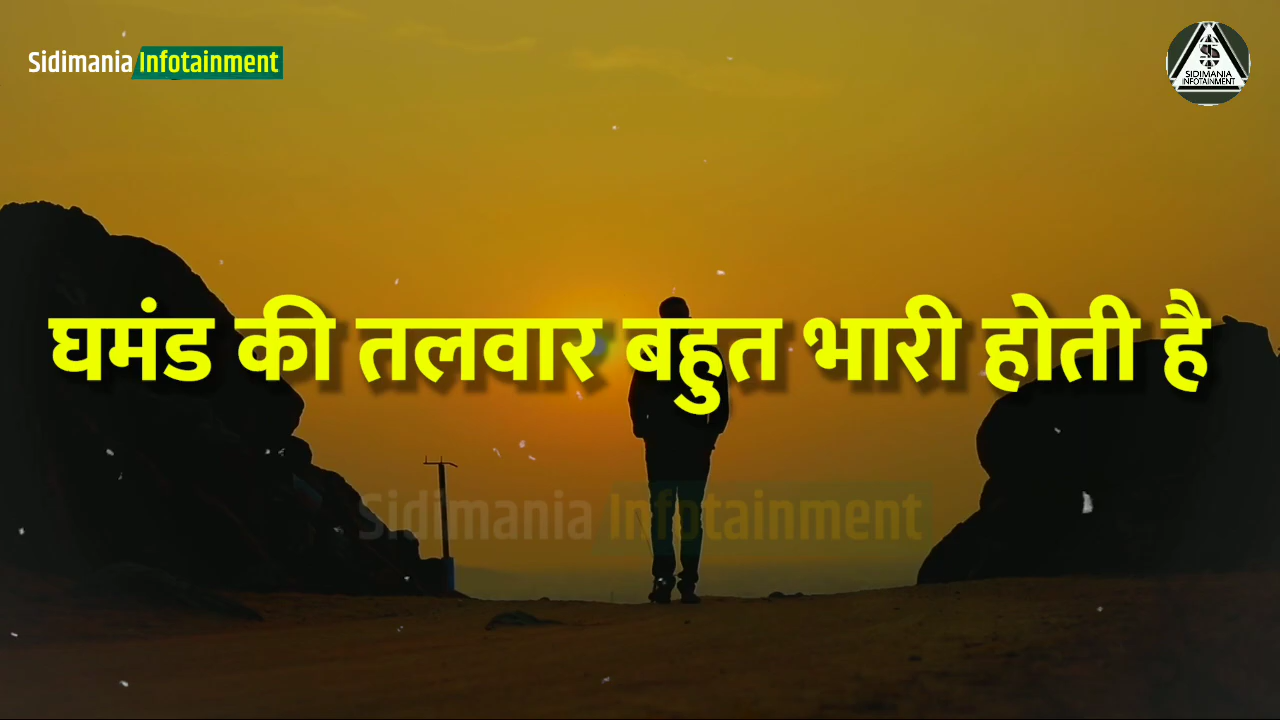 Sidimania Infotainment
$
SIDIMANIA
INFOTAINMENT
घमंड की तलवार बहुत भारी होती है
Sidimania Infotainment